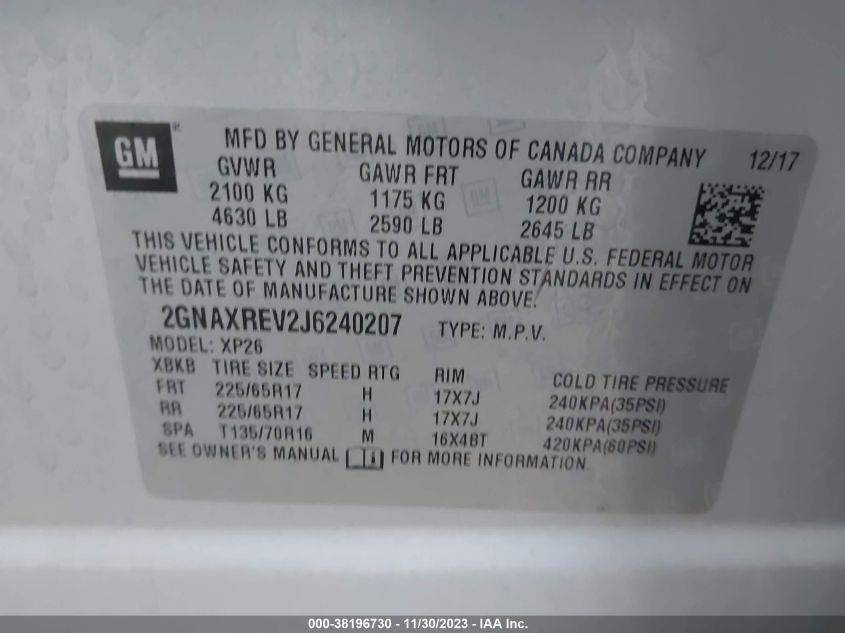 GM
MFD BY GENERAL MOTORS OF CANADA COMPANY 12/17
GVWR GAWR FRT GAWR RR
2100 KG 1175 KG 1200 KG
4630 LB 2590 LB 2645 LB
THIS VEHICLE CONFORMS TO ALL APPLICABLE U.S. FEDERAL MOTOR
VEHICLE SAFETY AND THEFT PREVENTION STANDARDS IN EFFECT ON
THE DATE OF MANUFACTURE SHOWN ABOVE.
2GNAXREV2J6240207 TYPE: M.P.V.
MODEL: XP26
XBKB TIRE SIZE SPEED RTG RIM COLD TIRE PRESSURE
FRT 225/65R17 H 17X7J 240KPA(35PSI)
RR 225/65R17 H 17X7J 240KPA(35PSI)
SPA T135/70R16 M 16X4BT 420KPA(60PSI)
SEE OWNER'S MANUAL FOR MORE INFORMATION.
000-38196730 - 11/30/2023 - IAA Inc.